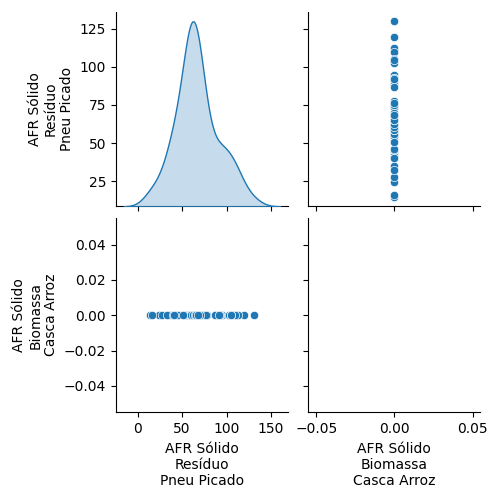 125
100
75
50
25
AFR Sólido
Resíduo
Pneu Picado
0.04
0.02
0.00
−0.02
−0.04
AFR Sólido
Biomassa
Casca Arroz
0
50
100
150
AFR Sólido
Resíduo
Pneu Picado
−0.05
0.00
0.05
AFR Sólido
Biomassa
Casca Arroz